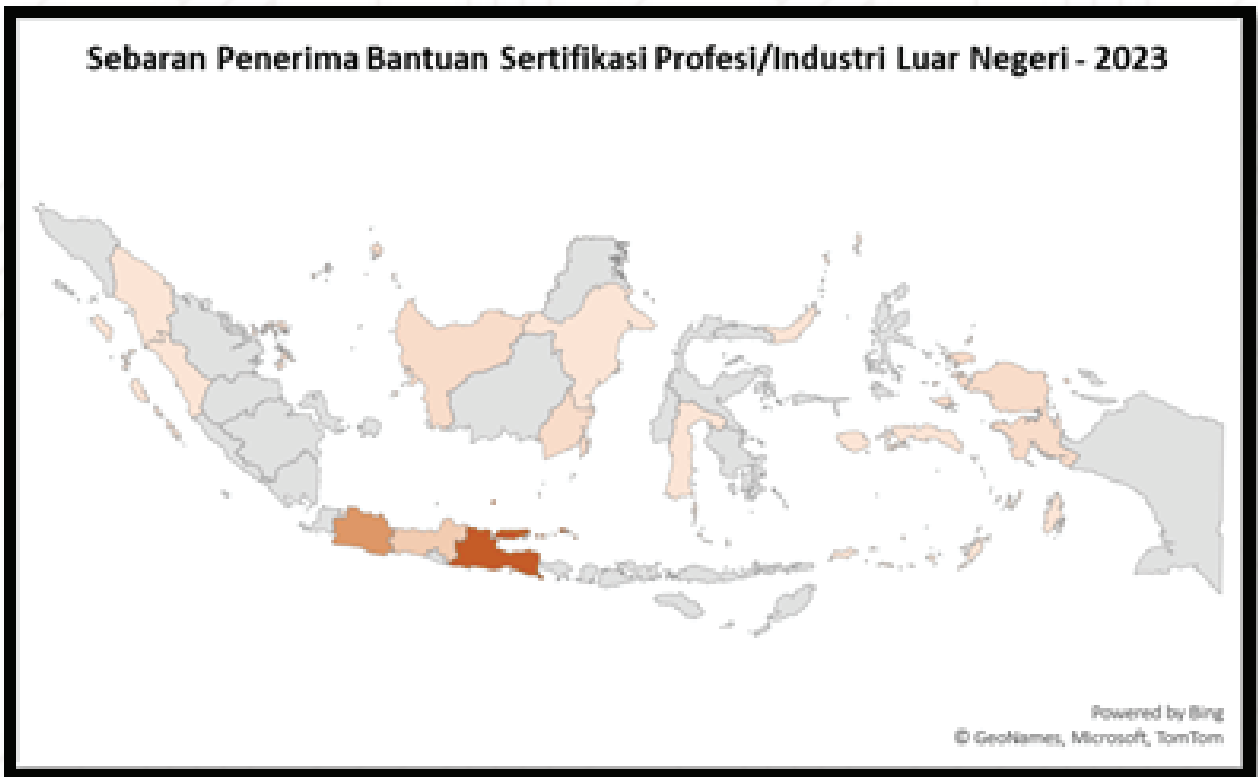 Sebaran Penerima Bantuan Sertifikasi Profesi/Industri Luar Negeri - 2023
Powered by Bing
© GeoNames, Microsoft, TomTom